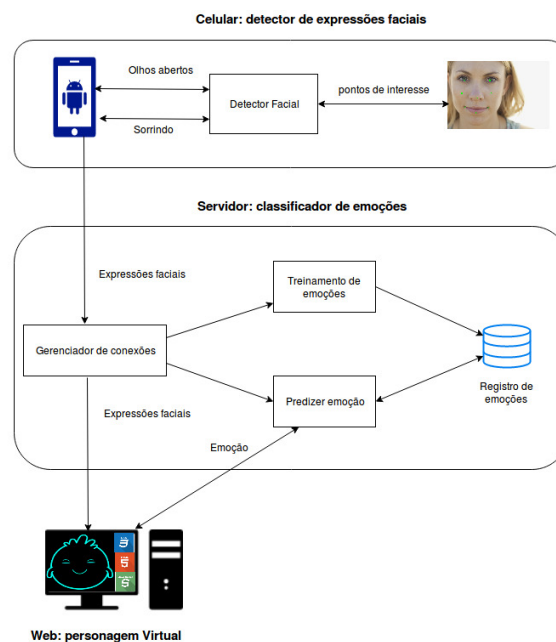 Celular: detector de expressões faciais
Olhos abertos
Detector Facial
pontos de interesse
Sorrindo
Servidor: classificador de emoções
Expressões faciais
Treinamento de
emoções
Gerenciador de conexões
Registro de
emoções
Predizer emoção
Expressões faciais
Emoção
Web: personagem Virtual